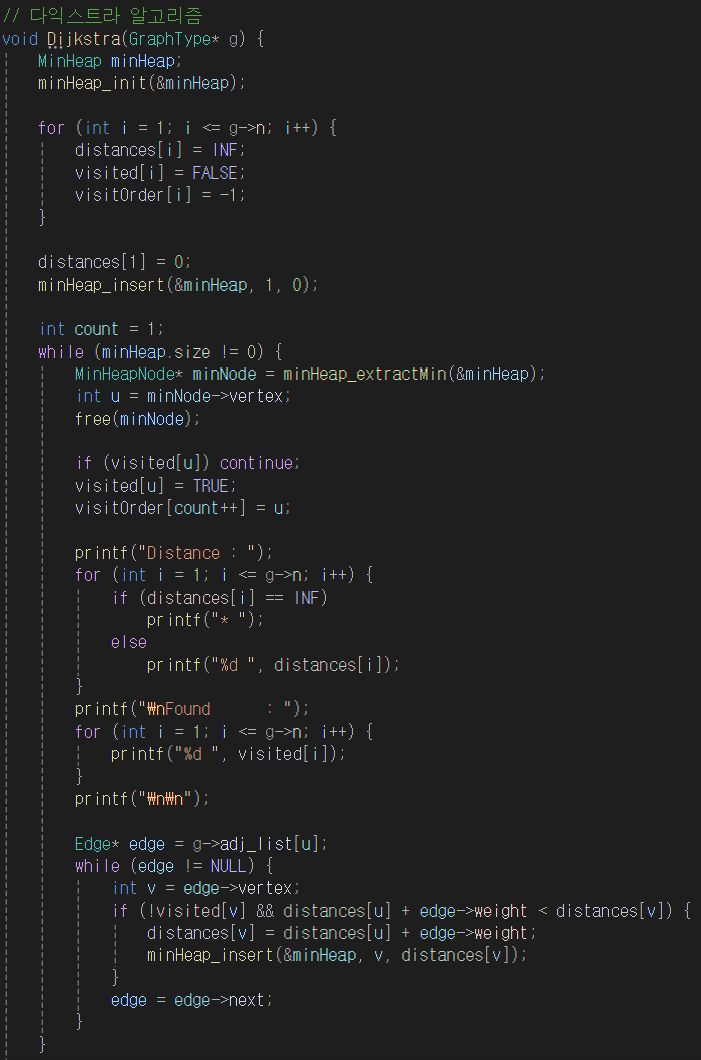 // 다익스트라 알고리즘
void Dijkstra(GraphType* g) {
MinHeap minHeap;
minHeap_init(&minHeap);
for (int i = 1; i <= g->n; i++) {
distances[i] = INF;
visited[i] = FALSE;
visitOrder[i] = -1;
}
distances[1] = 0;
minHeap_insert(&minHeap, 1, 0);
int count = 1;
while (minHeap.size != 0) {
MinHeapNode* minNode = minHeap_extractMin(&minHeap);
int u = minNode->vertex;
free(minNode);
if (visited[u]) continue;
visited[u] = TRUE;
visitOrder[count++] = u;
printf("Distance : ");
for (int i = 1; i <= g->n; i++) {
if (distances[i] == INF)
printf("* ");
else
printf("%d ", distances[i]);
}
printf("₩nFound      : ");
for (int i = 1; i <= g->n; i++) {
printf("%d ", visited[i]);
}
printf("₩n₩n");
Edge* edge = g->adj_list[u];
while (edge != NULL) {
int v = edge->vertex;
if (!visited[v] && distances[u] + edge->weight < distances[v]) {
distances[v] = distances[u] + edge->weight;
minHeap_insert(&minHeap, v, distances[v]);
}
edge = edge->next;
}
}